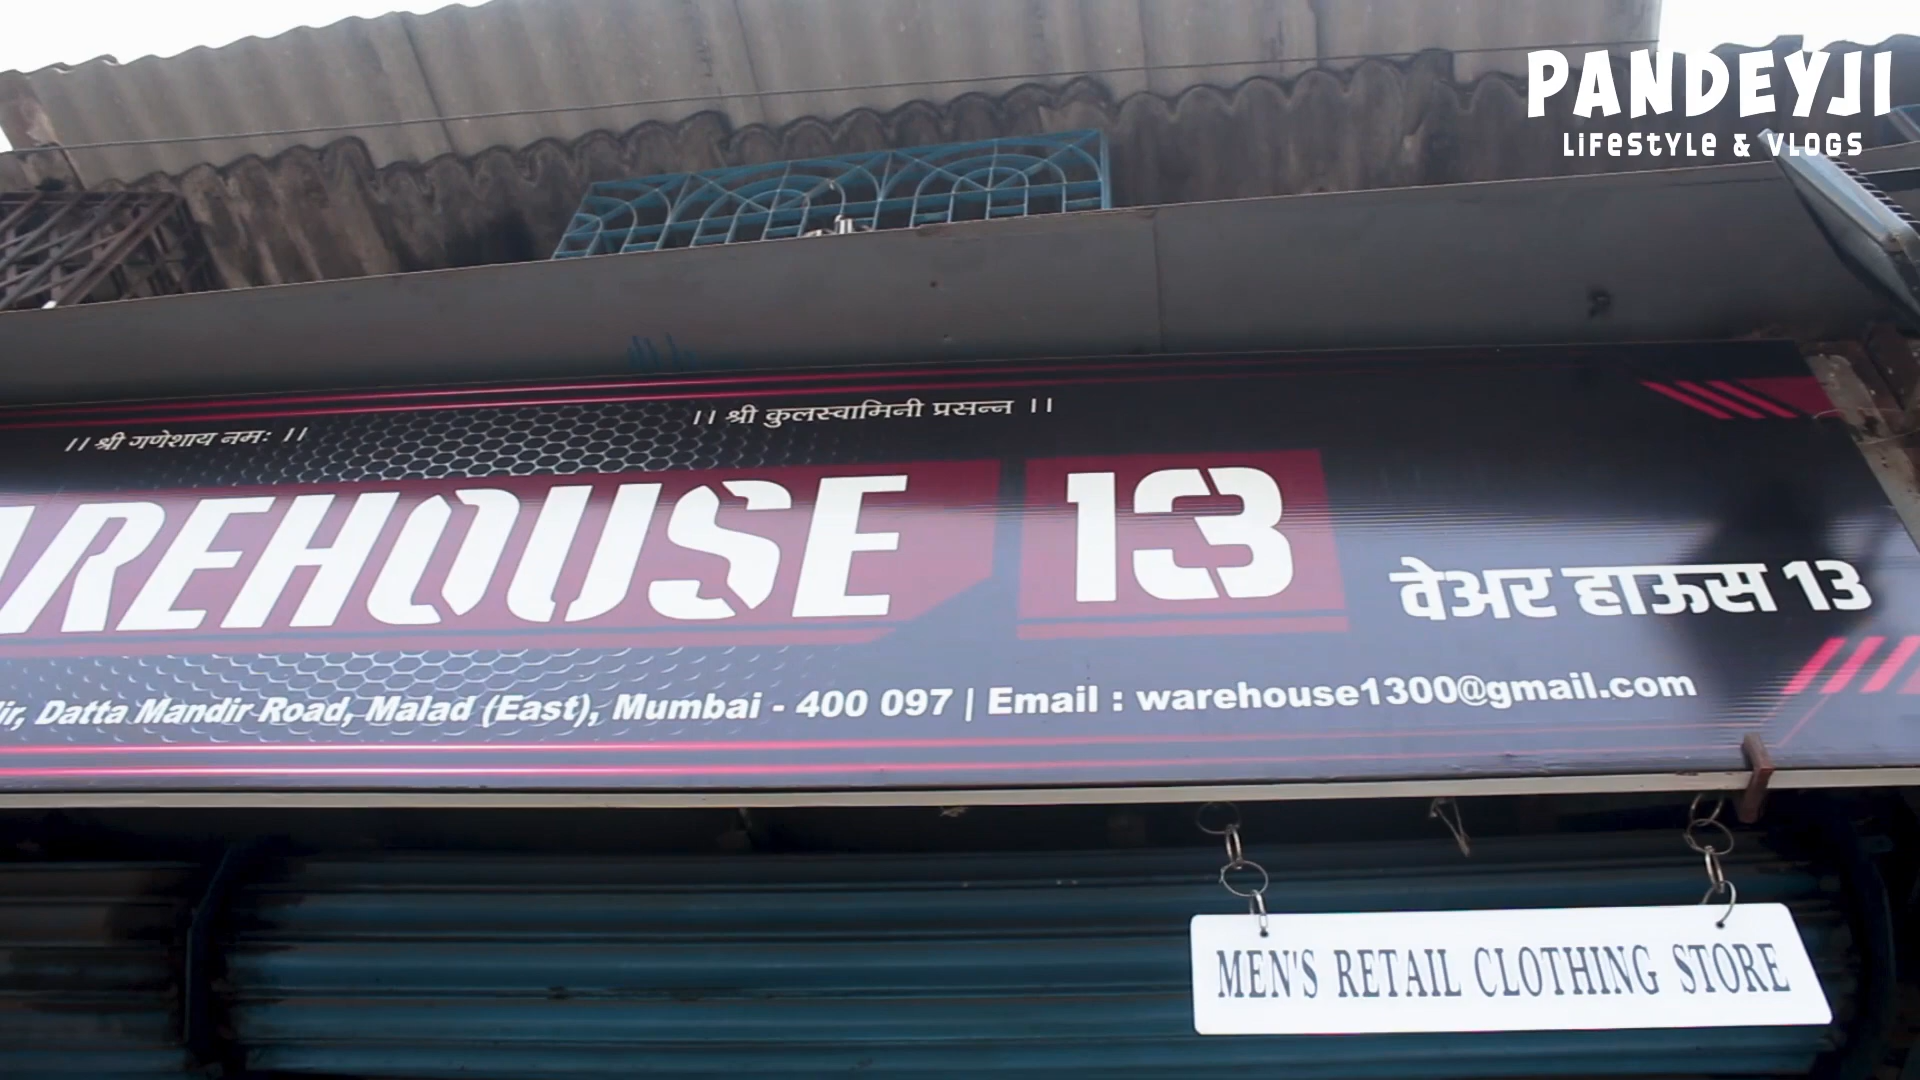 PANDEYJI
LIFESTYLE & VLOGS
।। श्री गणेशाय नमः ।।
।। श्री कुलस्वामिनी प्रसन्न ।।
AREHOUSE 13
वेअर हाऊस 13
Datta Mandir Road, Malad (East), Mumbai - 400 097 | Email : warehouse1300@gmail.com
MEN'S RETAIL CLOTHING STORE